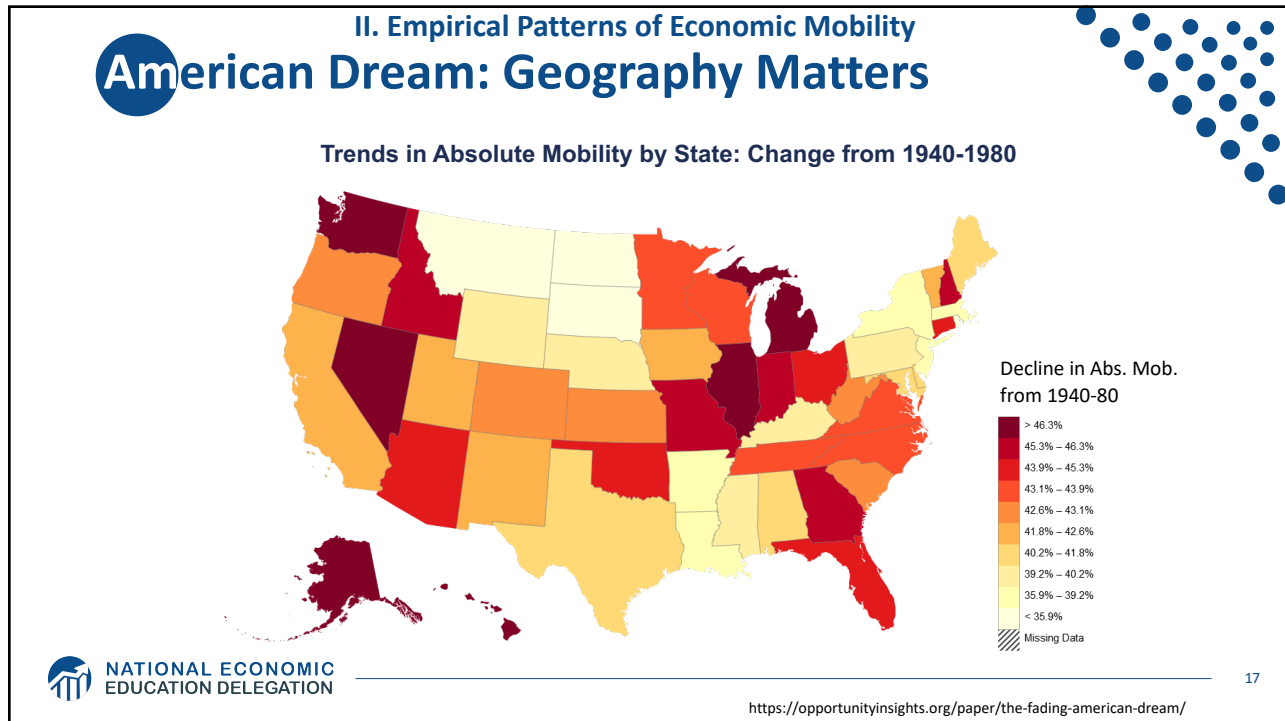 II. Empirical Patterns of Economic Mobility
American Dream: Geography Matters
Trends in Absolute Mobility by State: Change from 1940-1980
Decline in Abs. Mob.
from 1940-80
> 46.3%
45.3% – 46.3%
43.9% – 45.3%
43.1% – 43.9%
42.6% – 43.1%
41.8% – 42.6%
40.2% – 41.8%
39.2% – 40.2%
35.9% – 39.2%
< 35.9%
Missing Data
NATIONAL ECONOMIC
EDUCATION DELEGATION
17
https://opportunityinsights.org/paper/the-fading-american-dream/